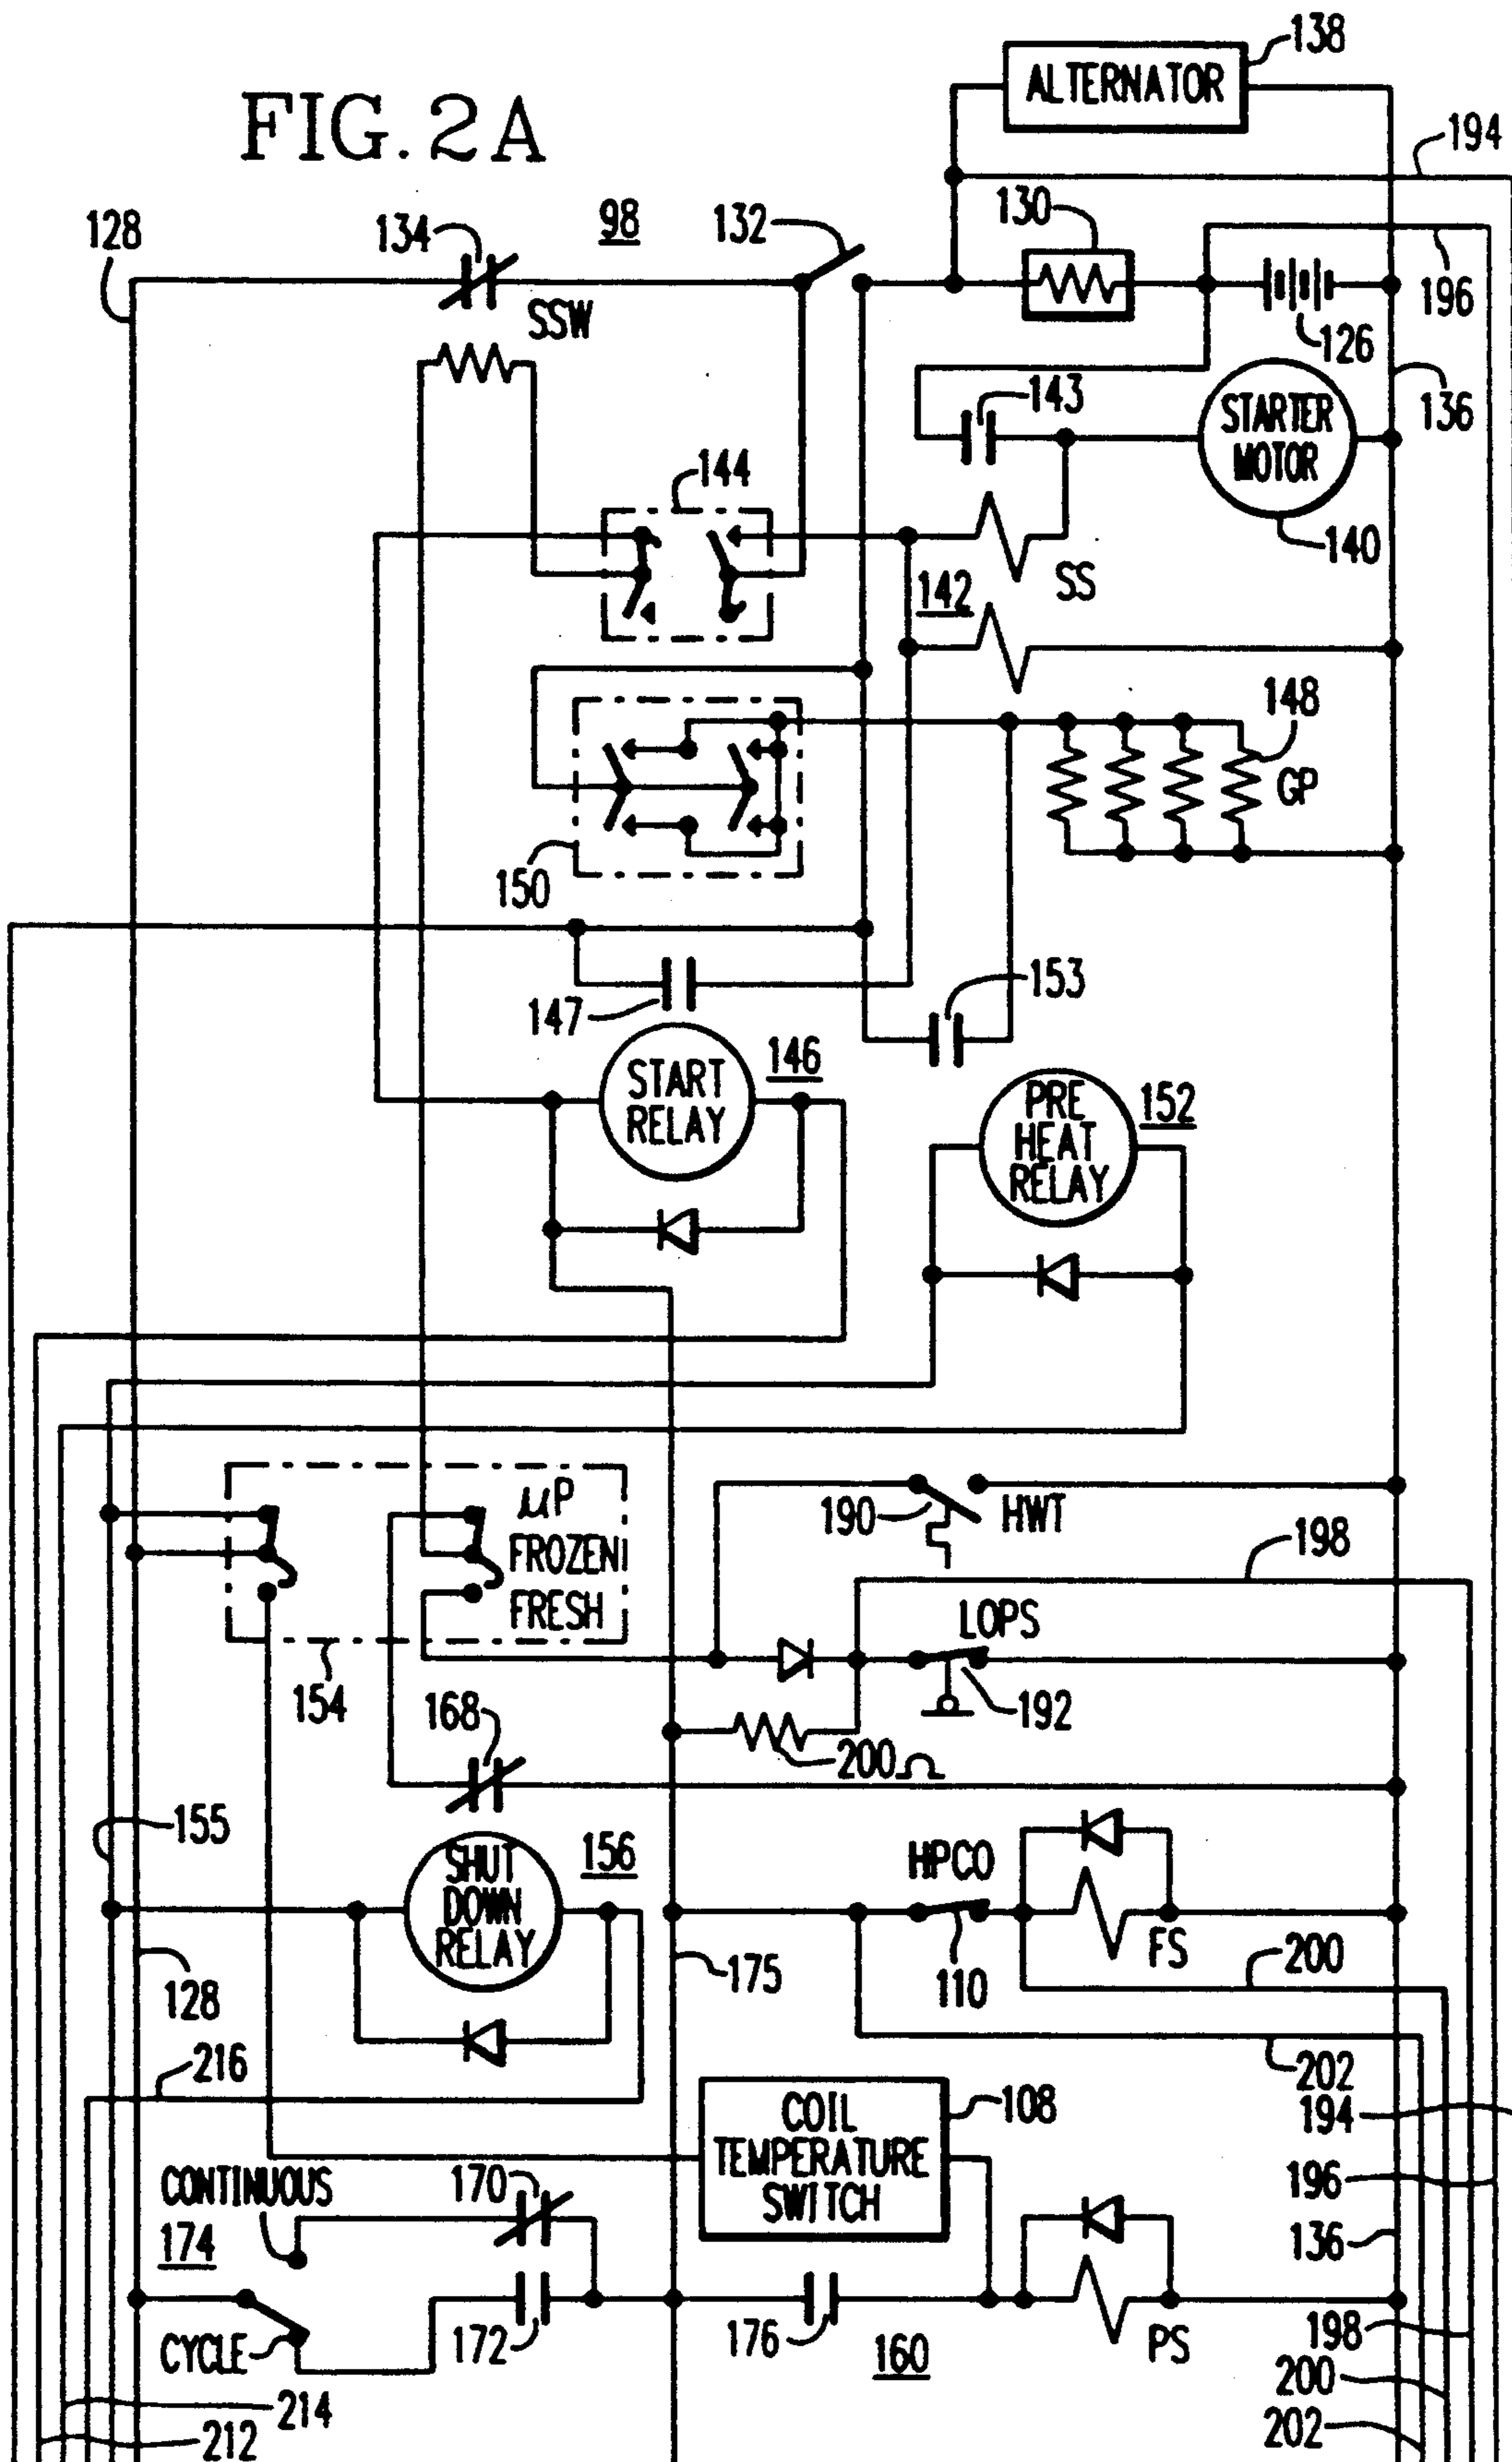 138
ALTERNATOR
FIG. 2A
194
128
134
98
132
130
196
SSW
126
136
143
STARTER
MOTOR
144
140
142
SS
148
GP
150
153
147
START
RELAY
146
PRE
HEAT
RELAY
152
µP
FROZEN
FRESH
190
HWT
198
LOPS
154
192
168
200Ω
155
SHUT
DOWN
RELAY
156
HPCO
FS
175
110
200
128
216
202
COIL
TEMPERATURE
SWITCH
108
194
CONTINUOUS
170
196
174
136
CYCLE
172
176
160
PS
198
200
214
212
202